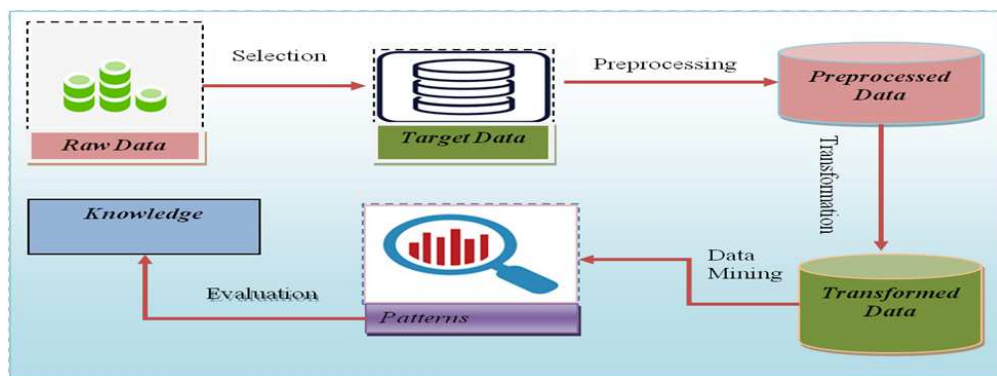 Selection
Raw Data
Target Data
Preprocessing
Preprocessed
Data
Transformation
Transformed
Data
Data
Mining
Patterns
Evaluation
Knowledge